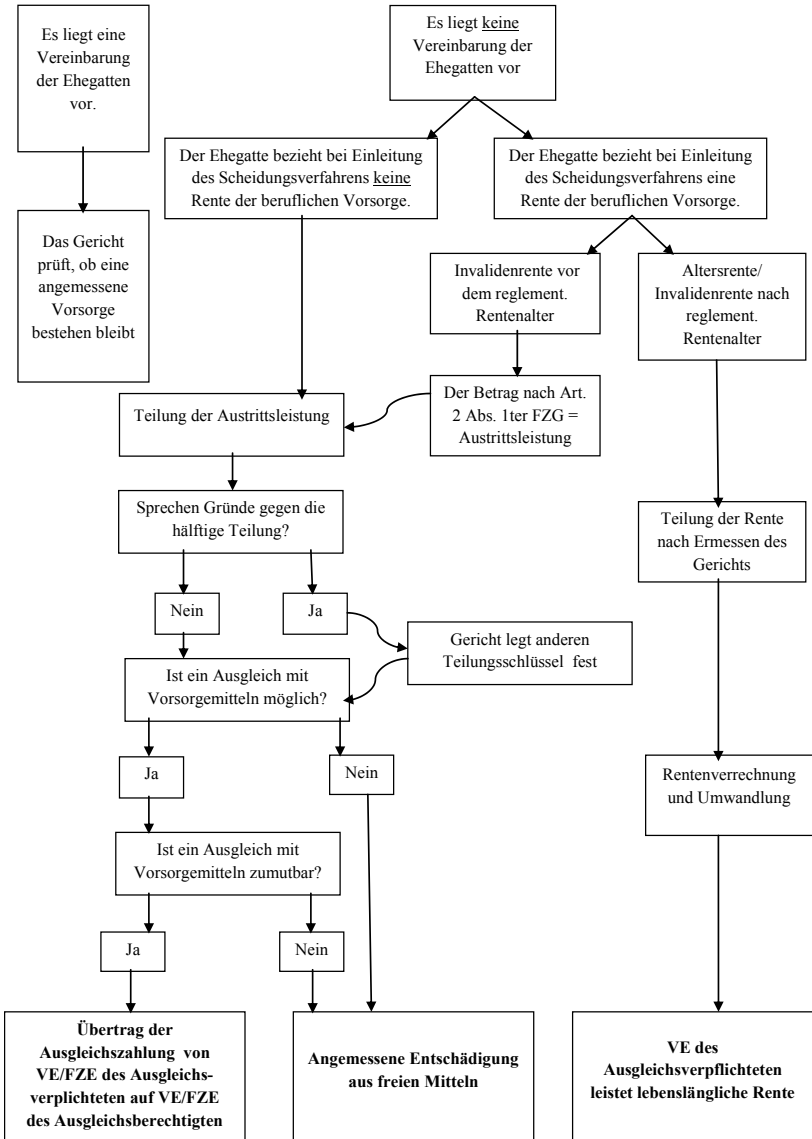 Es liegt eine
Vereinbarung
der Ehegatten
vor.
Es liegt keine
Vereinbarung der
Ehegatten vor
Der Ehegatte bezieht bei Einleitung
des Scheidungsverfahrens keine
Rente der beruflichen Vorsorge.
Der Ehegatte bezieht bei Einleitung
des Scheidungsverfahrens eine
Rente der beruflichen Vorsorge.
Das Gericht
prüft, ob eine
angemessene
Vorsorge
bestehen bleibt
Invalidenrente vor
dem reglement.
Rentenalter
Altersrente/
Invalidenrente nach
reglement.
Rentenalter
Teilung der Austrittsleistung
Der Betrag nach Art.
2 Abs. 1ter FZG =
Austrittsleistung
Sprechen Gründe gegen die
hälftige Teilung?
Teilung der Rente
nach Ermessen des
Gerichts
Nein
Ja
Gericht legt anderen
Teilungsschlüssel fest
Ist ein Ausgleich mit
Vorsorgemitteln möglich?
Ja
Nein
Rentenverrechnung
und Umwandlung
Ist ein Ausgleich mit
Vorsorgemitteln zumutbar?
Ja
Nein
Übertrag der
Ausgleichszahlung von
VE/FZE des Ausgleichs-
verplichteten auf VE/FZE
des Ausgleichsberechtigten
Angemessene Entschädigung
aus freien Mitteln
VE des
Ausgleichsverpflichteten
leistet lebenslängliche Rente